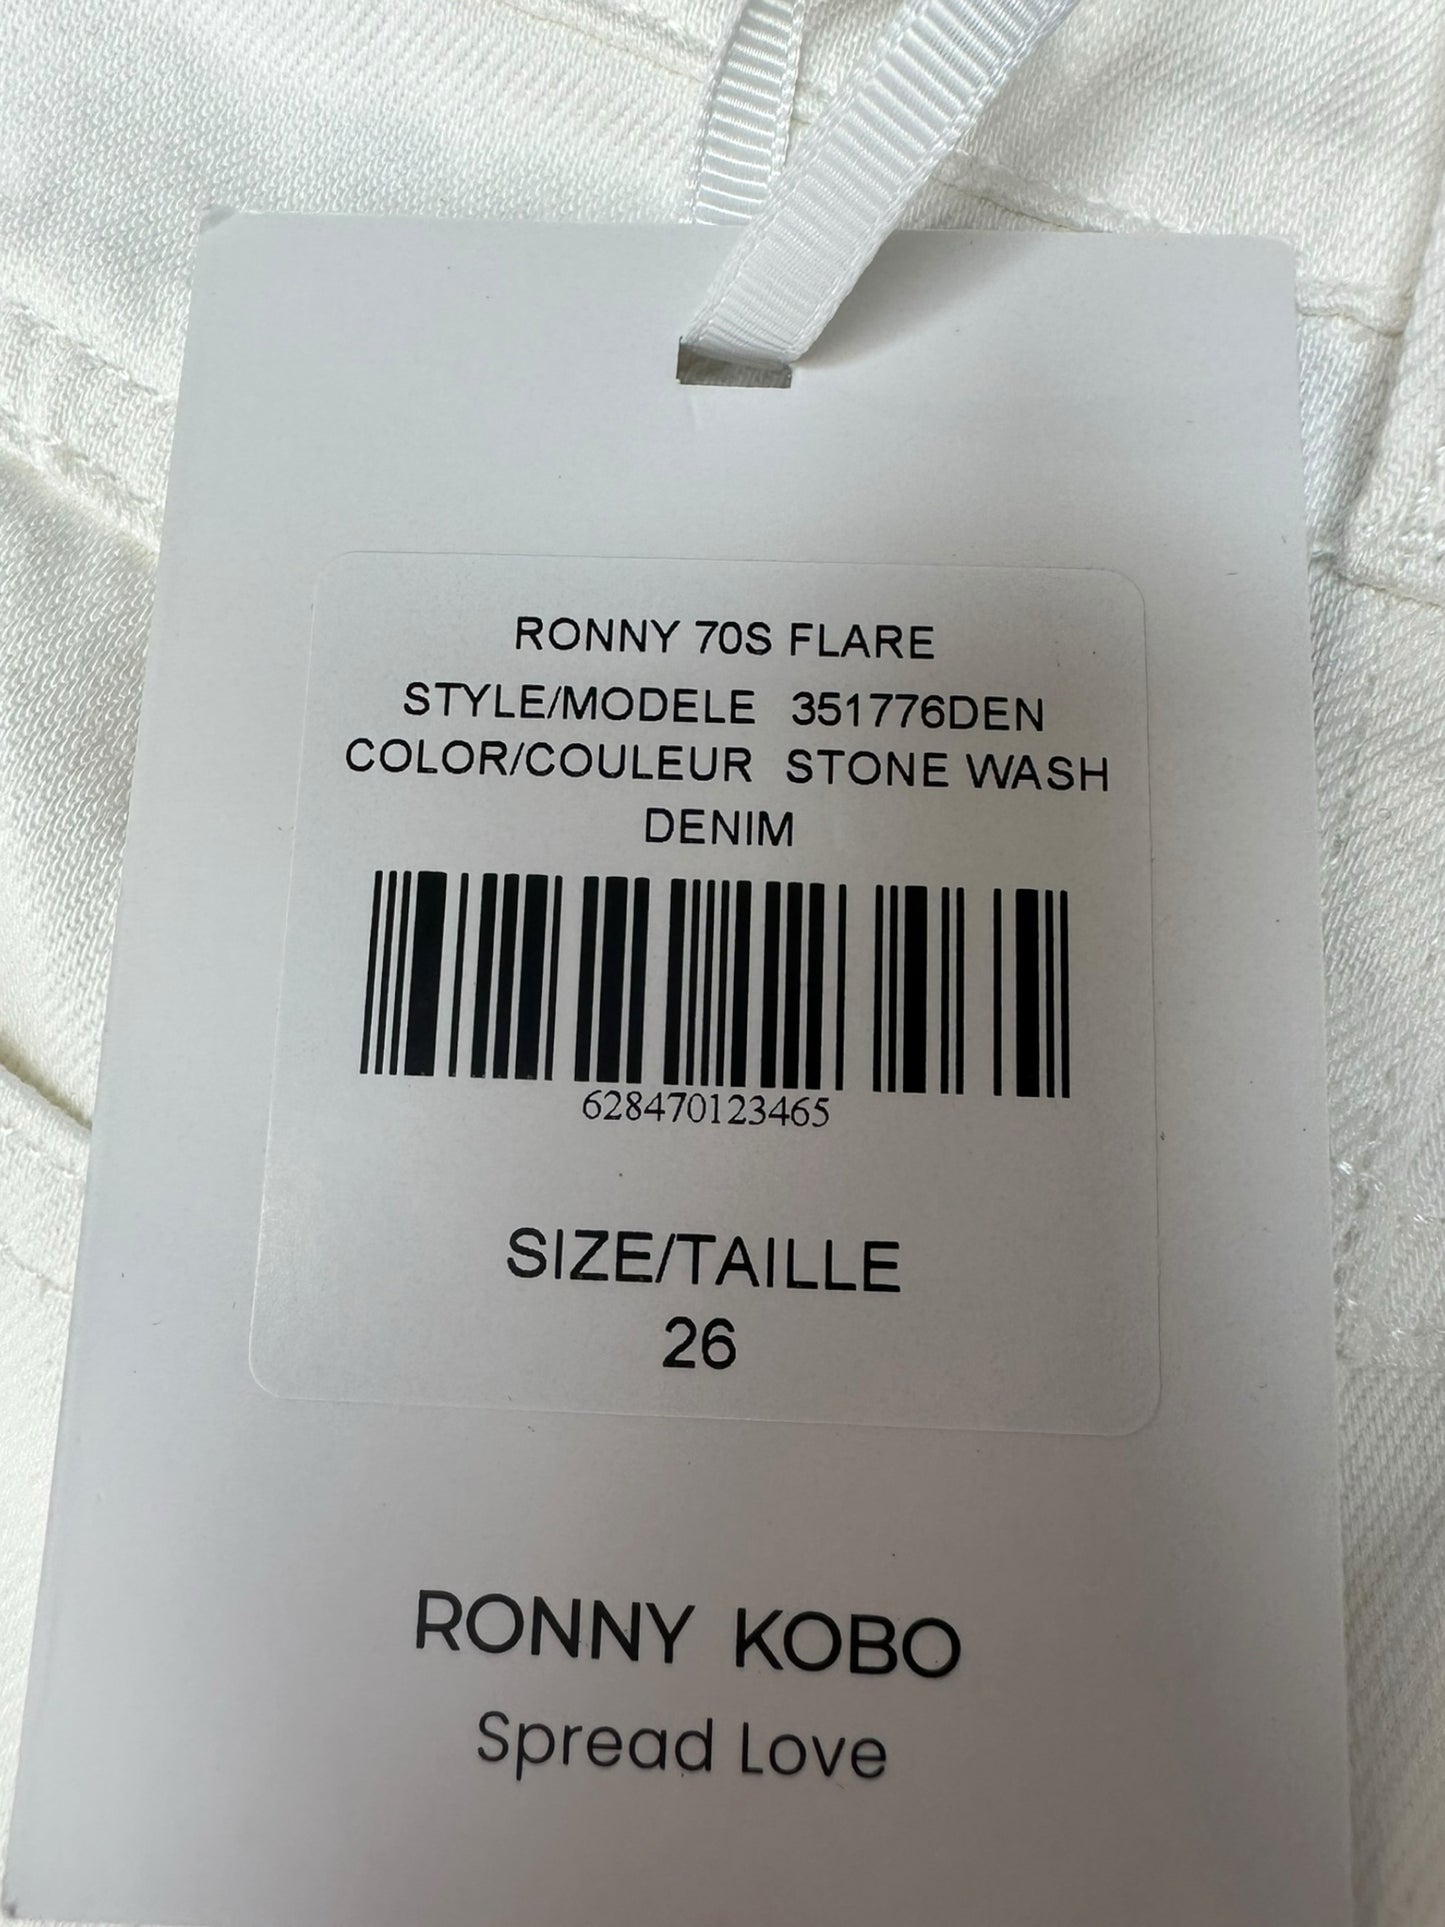 RONNY 70S FLARE
STYLE/MODELE 351776DEN
COLOR/COULEUR STONE WASH
DENIM
628470123465
SIZE/TAILLE
26
RONNY KOBO
Spread Love